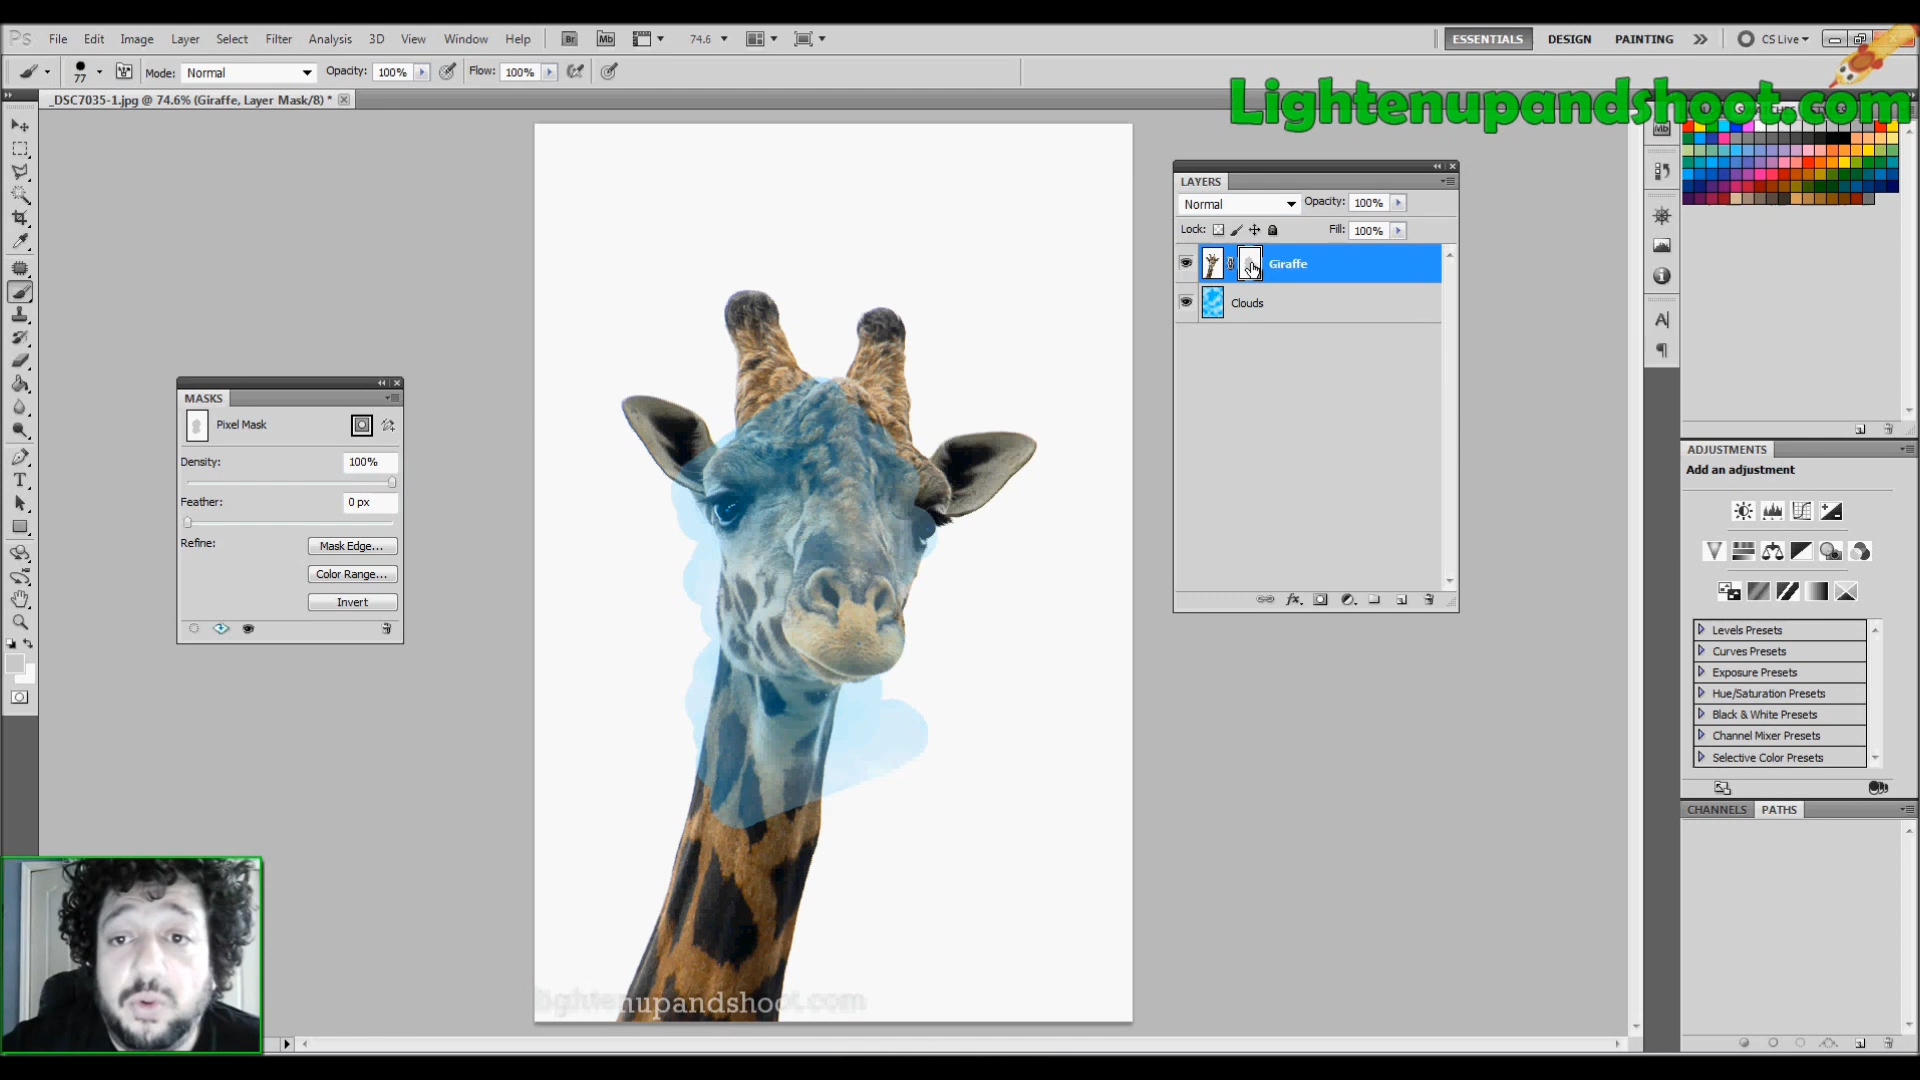 Ps File Edit Image Layer Select Filter Analysis 3D View Window Help Br Mb 74.6 ESSENTIALS DESIGN PAINTING CS Live
77 Mode: Normal Opacity: 100% Flow: 100%
_DSC7035-1.jpg @ 74.6% (Giraffe, Layer Mask/8) *
Lightenupandshoot.com
Mb
LAYERS
Normal Opacity: 100%
Lock: Fill: 100%
Giraffe
Clouds
MASKS
Pixel Mask
Density: 100%
Feather: 0 px
Refine: Mask Edge...
Color Range...
Invert
ADJUSTMENTS
Add an adjustment
Levels Presets
Curves Presets
Exposure Presets
Hue/Saturation Presets
Black & White Presets
Channel Mixer Presets
Selective Color Presets
CHANNELS PATHS
lightenupandshoot.com